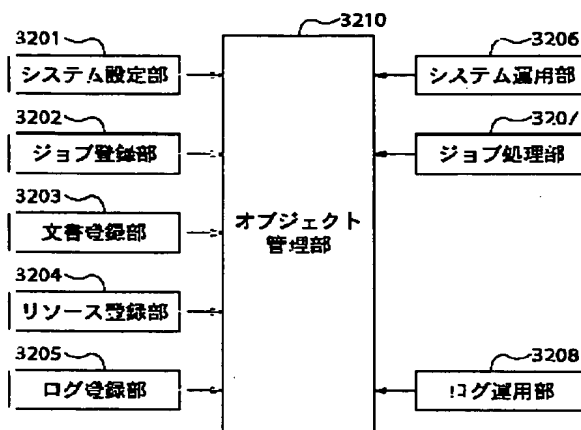 3201
システム設定部
3202
ジョブ登録部
3203
文書登録部
3204
リソース登録部
3205
ログ登録部
3210
オブジェクト
管理部
3206
システム運用部
3207
ジョブ処理部
3208
ログ運用部